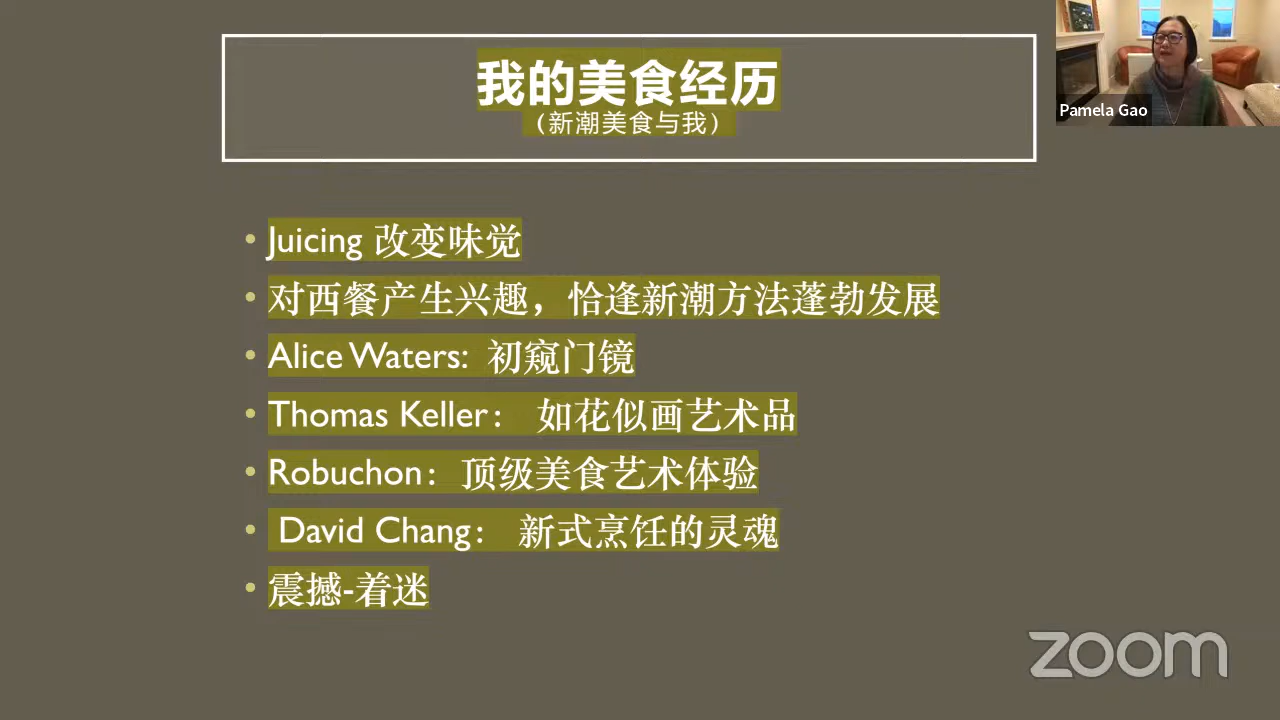 我的美食经历
（新潮美食与我）
Pamela Gao
• Juicing 改变味觉
• 对西餐产生兴趣，恰逢新潮方法蓬勃发展
• Alice Waters: 初窥门镜
• Thomas Keller： 如花似画艺术品
• Robuchon：顶级美食艺术体验
• David Chang： 新式烹饪的灵魂
• 震撼-着迷
zoom